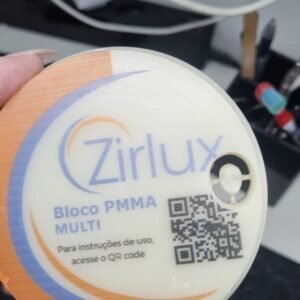 Zirlux
Bloco PMMA
MULTI
Para instruções de uso,
acesse o QR code